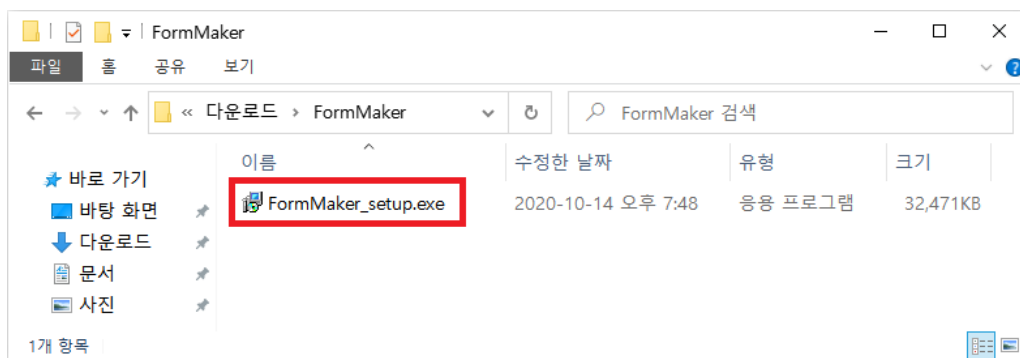 FormMaker
파일 홈 공유 보기
« 다운로드 › FormMaker FormMaker 검색
이름 수정한 날짜 유형 크기
바로 가기
FormMaker_setup.exe 2020-10-14 오후 7:48 응용 프로그램 32,471KB
바탕 화면
다운로드
문서
사진
1개 항목